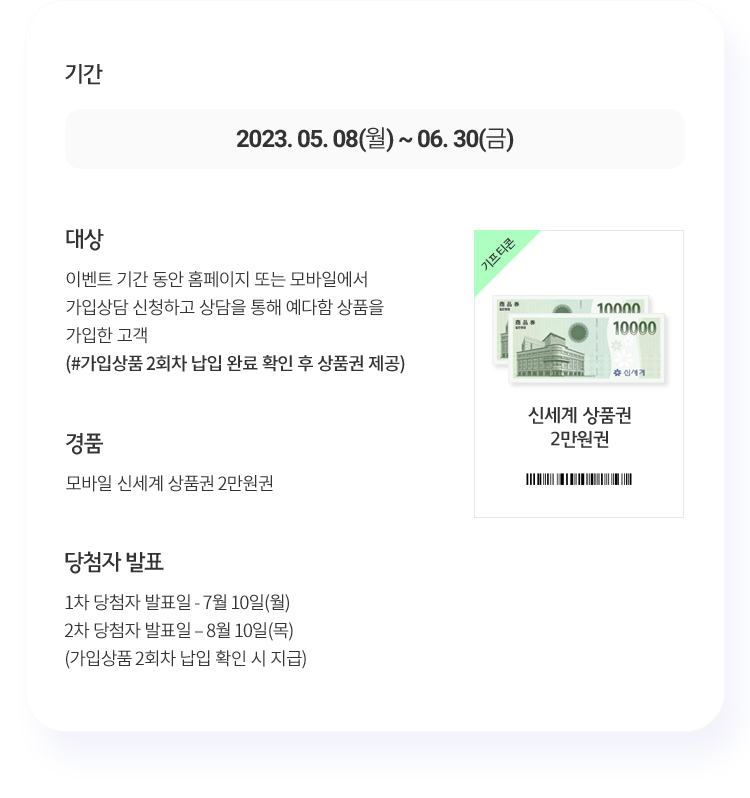 기간
2023. 05. 08(월) ~ 06. 30(금)
대상
이벤트 기간 동안 홈페이지 또는 모바일에서
가입상담 신청하고 상담을 통해 예다함 상품을
가입한 고객
(#가입상품 2회차 납입 완료 확인 후 상품권 제공)
기프티콘
商品券
10000
商品券
10000
신세계
신세계 상품권
2만원권
경품
모바일 신세계 상품권 2만원권
당첨자 발표
1차 당첨자 발표일 - 7월 10일(월)
2차 당첨자 발표일 – 8월 10일(목)
(가입상품 2회차 납입 확인 시 지급)